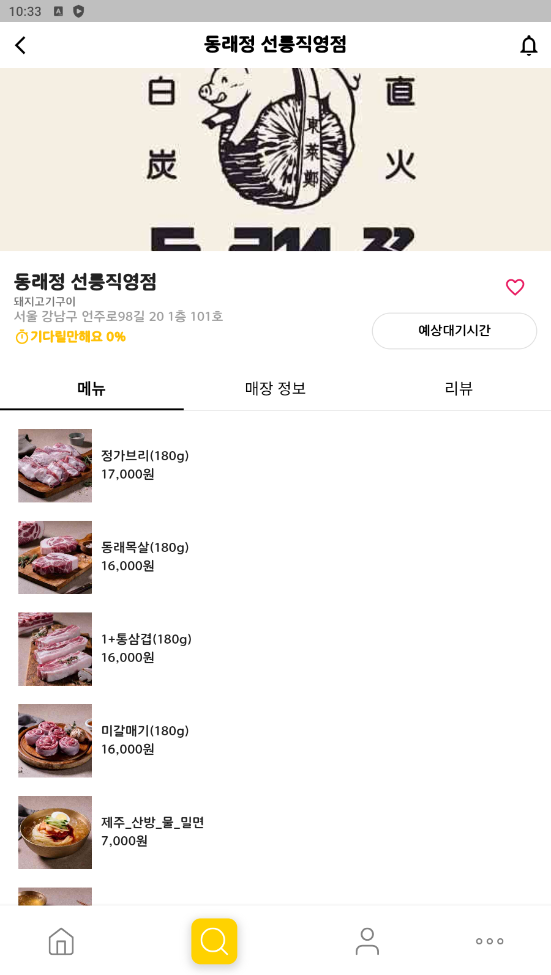 10:33
동래정 선릉직영점
白 直
東萊鄭
炭 火
동래정 선릉직영점
돼지고기구이
서울 강남구 언주로98길 20 1층 101호
기다릴만해요 0%
예상대기시간
메뉴 매장 정보 리뷰
정가브리(180g)
17,000원
동래목살(180g)
16,000원
1+통삼겹(180g)
16,000원
미갈매기(180g)
16,000원
제주_산방_물_밀면
7,000원